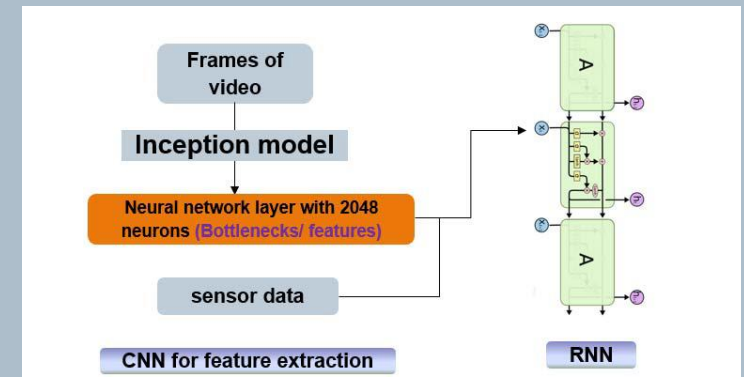 Frames of
video
Inception model
Neural network layer with 2048
neurons (Bottlenecks/ features)
sensor data
CNN for feature extraction
A
A
RNN